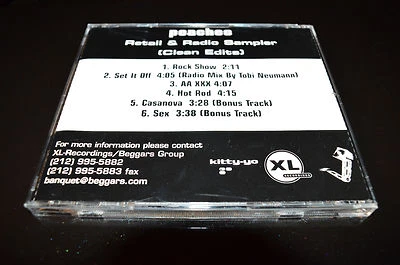 peaches
Retail & Radio Sampler
(Clean Edits)
1. Rock Show 2:11
2. Set It Off 4:05 (Radio Mix By Tobi Neumann)
3. AA XXX 4:07
4. Hot Rod 4:15
5. Casanova 3:28 (Bonus Track)
6. Sex 3:38 (Bonus Track)
For more information please contact
XL-Recordings/Beggars Group
(212) 995-5882
(212) 995-5883 fax
banquet@beggars.com
kitty-yo
XL
RECORDINGS